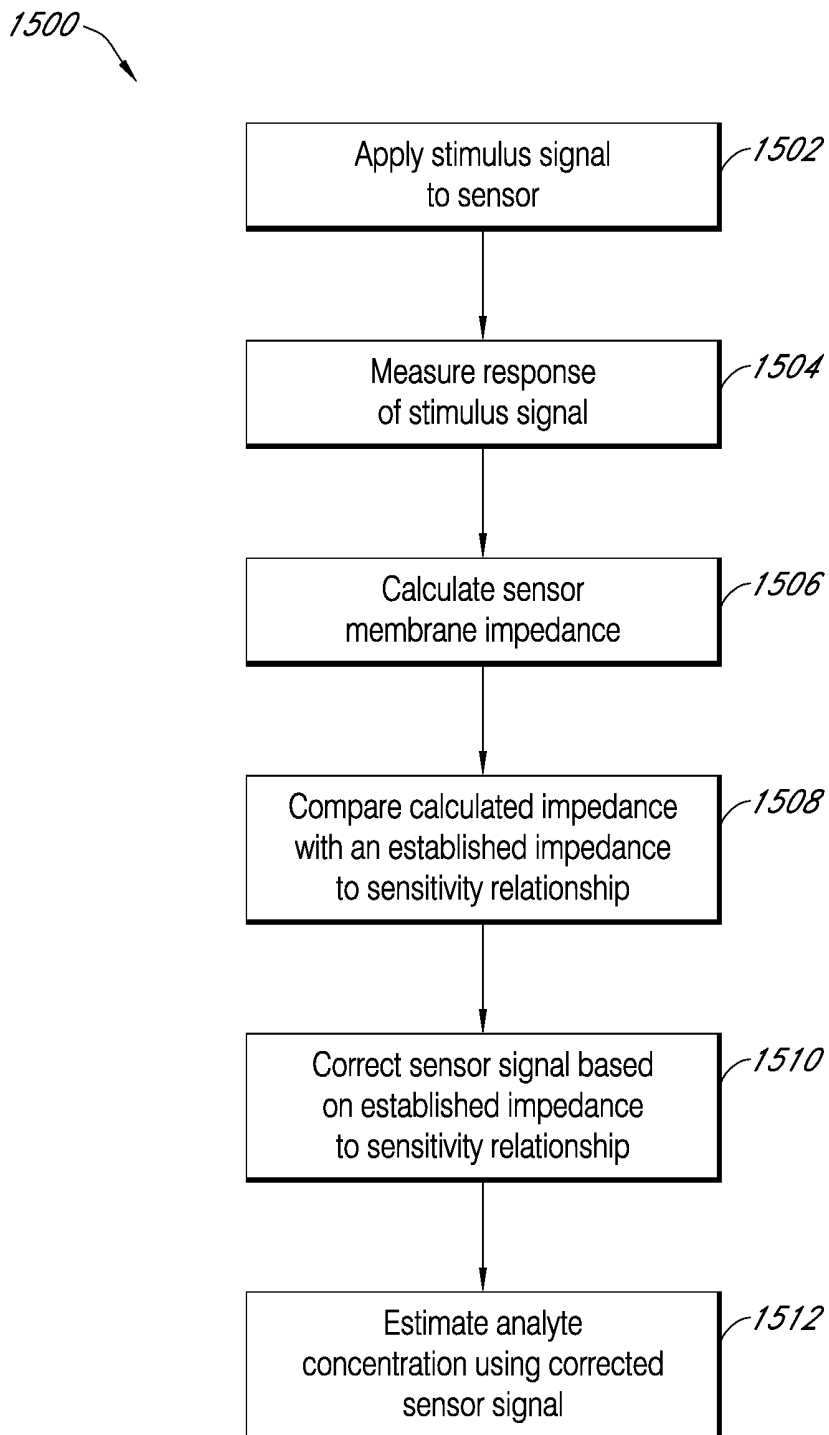 1500
Apply stimulus signal
to sensor
1502
Measure response
of stimulus signal
1504
Calculate sensor
membrane impedance
1506
Compare calculated impedance
with an established impedance
to sensitivity relationship
1508
Correct sensor signal based
on established impedance
to sensitivity relationship
1510
Estimate analyte
concentration using corrected
sensor signal
1512